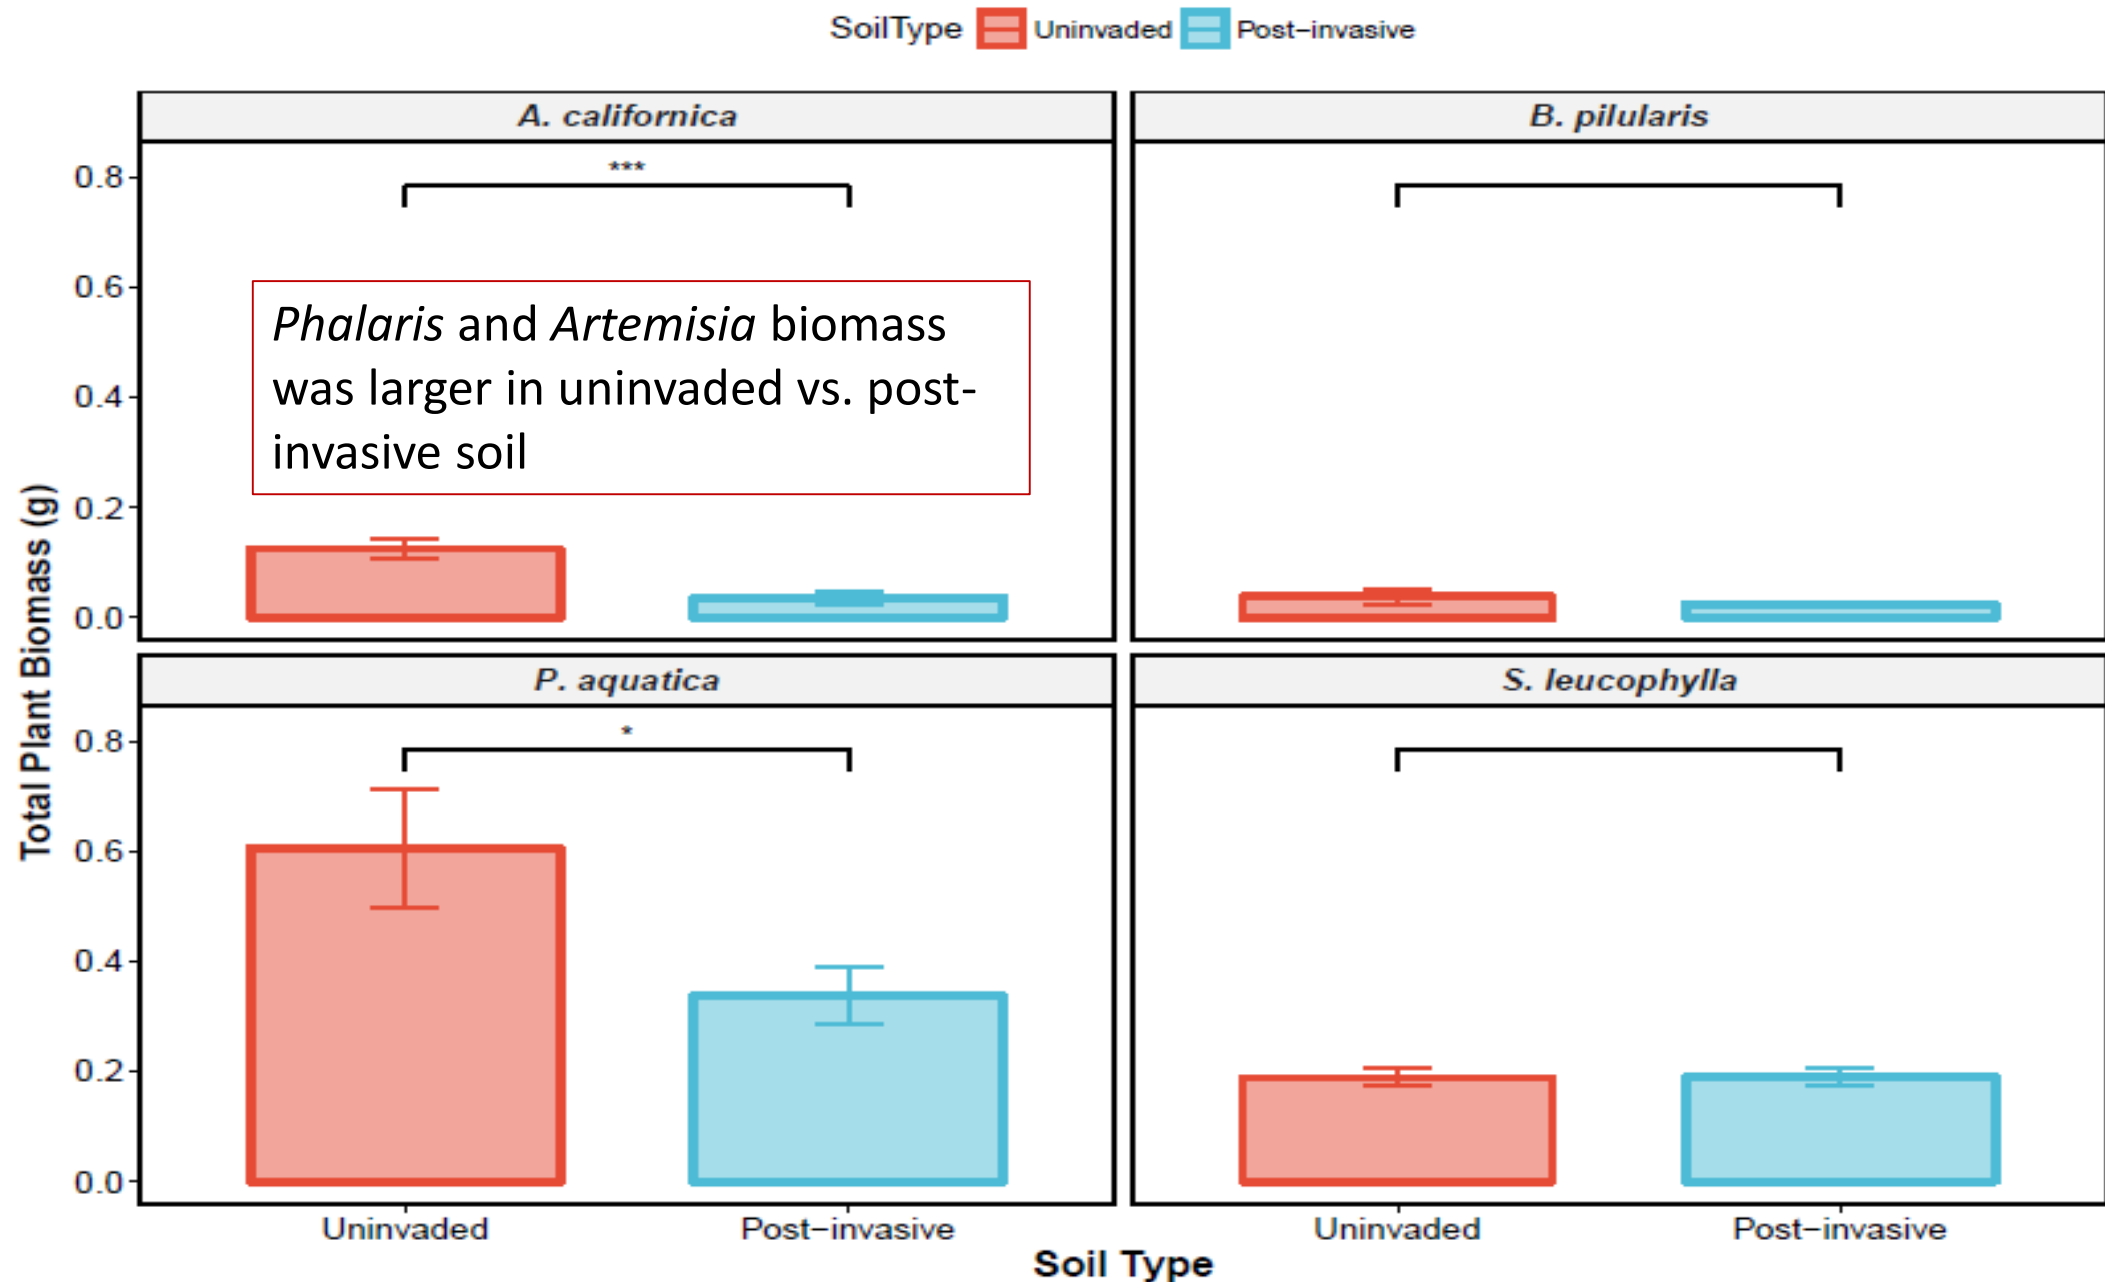 SoilType Uninvaded Post-invasive
A. californica
B. pilularis
***
0.8
0.6
0.4
0.2
0.0
Phalaris and Artemisia biomass
was larger in uninvaded vs. post-
invasive soil
P. aquatica
S. leucophylla
*
0.8
0.6
0.4
0.2
0.0
Total Plant Biomass (g)
Uninvaded Post-invasive
Uninvaded Post-invasive
Soil Type